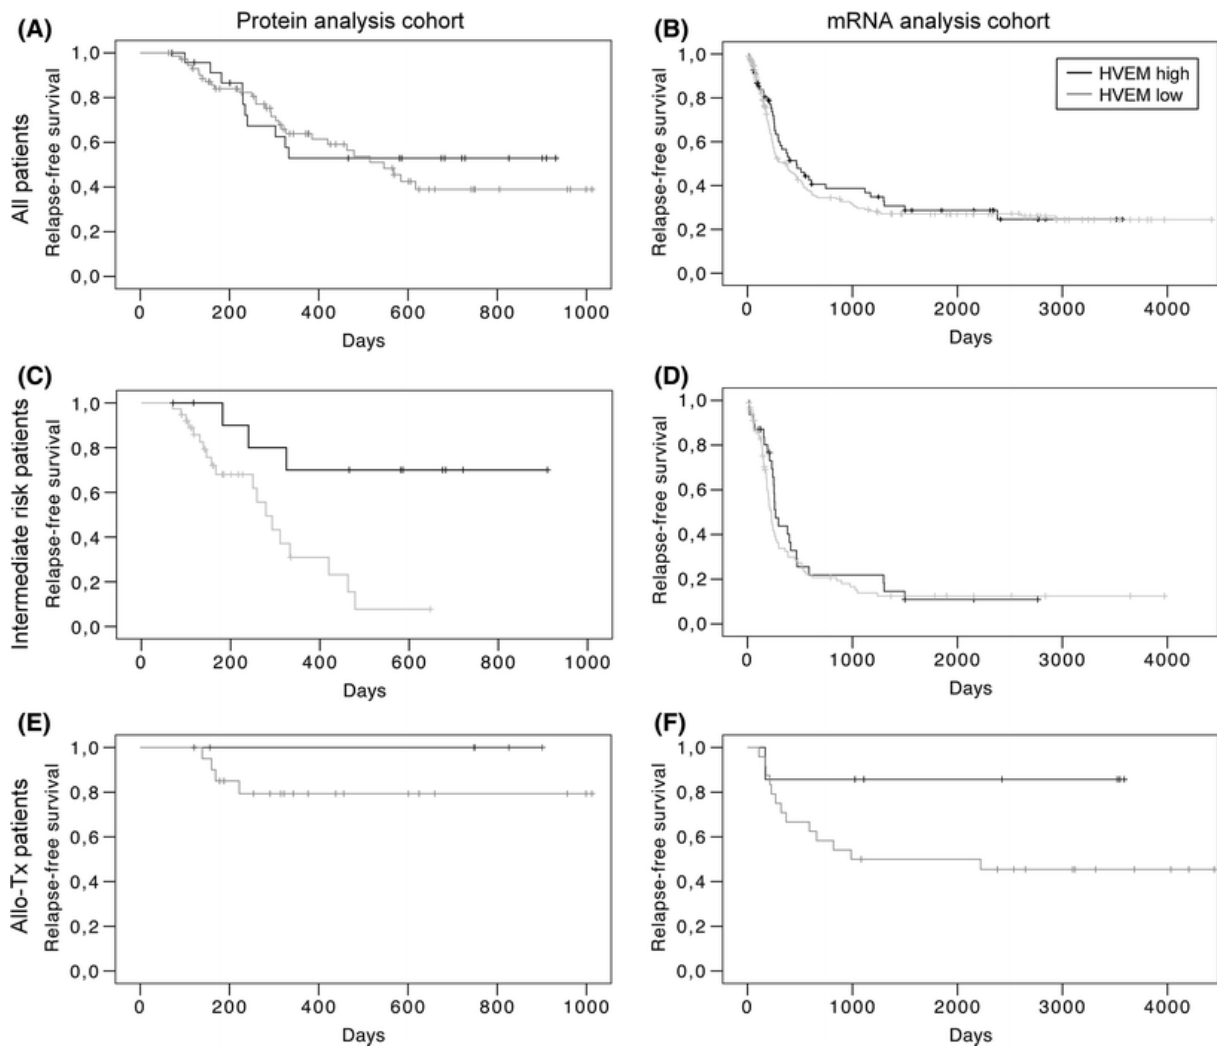 Protein analysis cohort
mRNA analysis cohort
(A)
All patients
Relapse-free survival
1,0
0,8
0,6
0,4
0,2
0,0
0 200 400 600 800 1000
Days
(B)
Relapse-free survival
1,0
0,8
0,6
0,4
0,2
0,0
HVEM high
HVEM low
0 1000 2000 3000 4000
Days
(C)
Intermediate risk patients
Relapse-free survival
1,0
0,8
0,6
0,4
0,2
0,0
0 200 400 600 800 1000
Days
(D)
Relapse-free survival
1,0
0,8
0,6
0,4
0,2
0,0
0 1000 2000 3000 4000
Days
(E)
Allo-Tx patients
Relapse-free survival
1,0
0,8
0,6
0,4
0,2
0,0
0 200 400 600 800 1000
Days
(F)
Relapse-free survival
1,0
0,8
0,6
0,4
0,2
0,0
0 1000 2000 3000 4000
Days